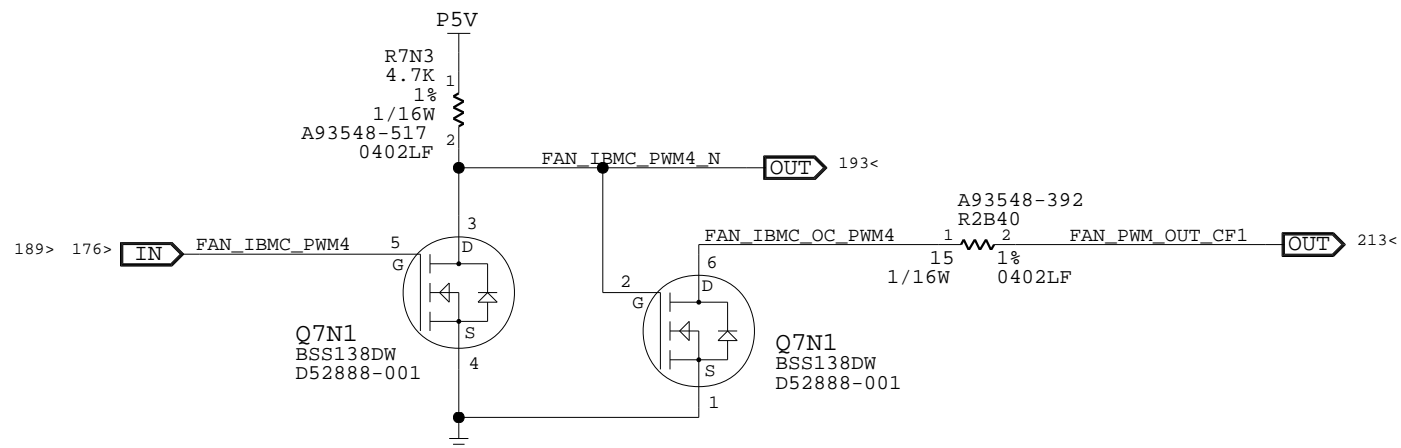 P5V
R7N3
4.7K
1
1%
1/16W
A93548-517
2
0402LF
FAN_IBMC_PWM4_N
OUT
193<
189>
176>
IN
FAN_IBMC_PWM4
5
G
3
D
S
4
Q7N1
BSS138DW
D52888-001
2
G
FAN_IBMC_OC_PWM4
6
D
S
1
Q7N1
BSS138DW
D52888-001
A93548-392
R2B40
1
2
15
1%
1/16W
0402LF
FAN_PWM_OUT_CF1
OUT
213<